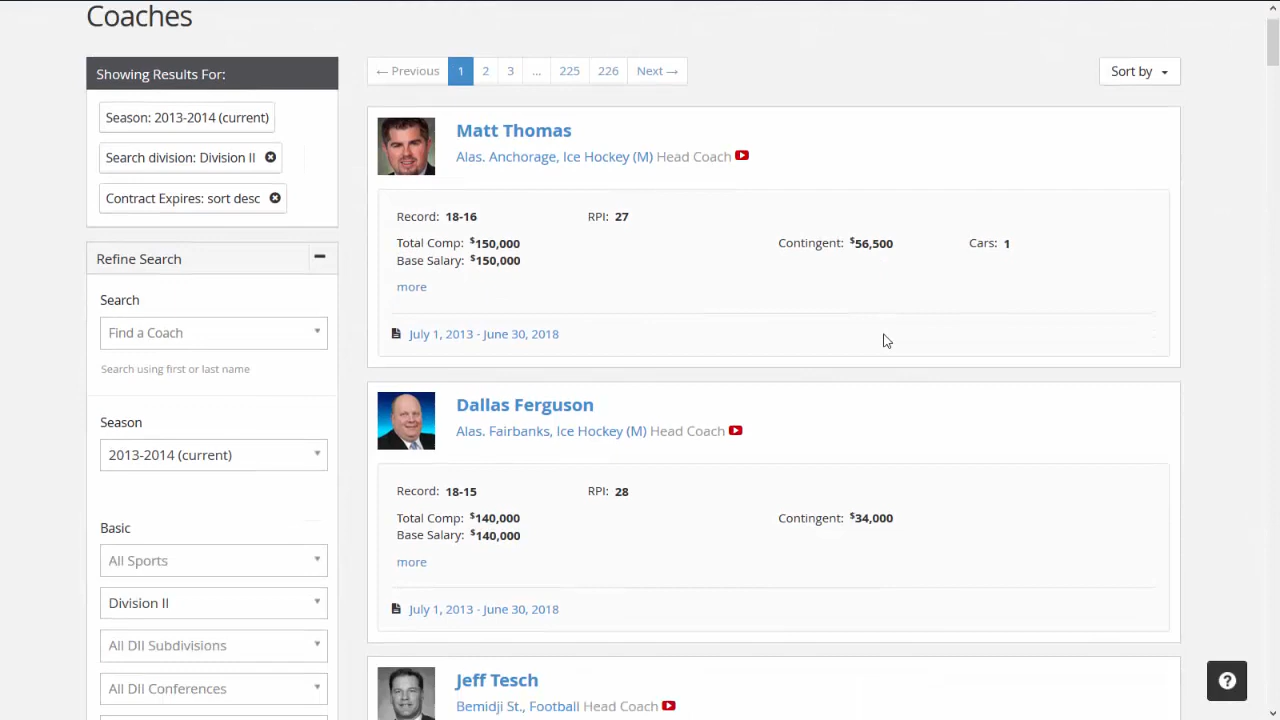 Coaches
Showing Results For:
Season: 2013-2014 (current)
Search division: Division II
Contract Expires: sort desc
Refine Search
Search
Find a Coach
Search using first or last name
Season
2013-2014 (current)
Basic
All Sports
Division II
All DII Subdivisions
All DII Conferences
← Previous 1 2 3 ... 225 226 Next →
Sort by
Matt Thomas
Alas. Anchorage, Ice Hockey (M) Head Coach
Record: 18-16 RPI: 27
Total Comp: $150,000 Contingent: $56,500 Cars: 1
Base Salary: $150,000
more
July 1, 2013 - June 30, 2018
Dallas Ferguson
Alas. Fairbanks, Ice Hockey (M) Head Coach
Record: 18-15 RPI: 28
Total Comp: $140,000 Contingent: $34,000
Base Salary: $140,000
more
July 1, 2013 - June 30, 2018
Jeff Tesch
Bemidji St., Football Head Coach